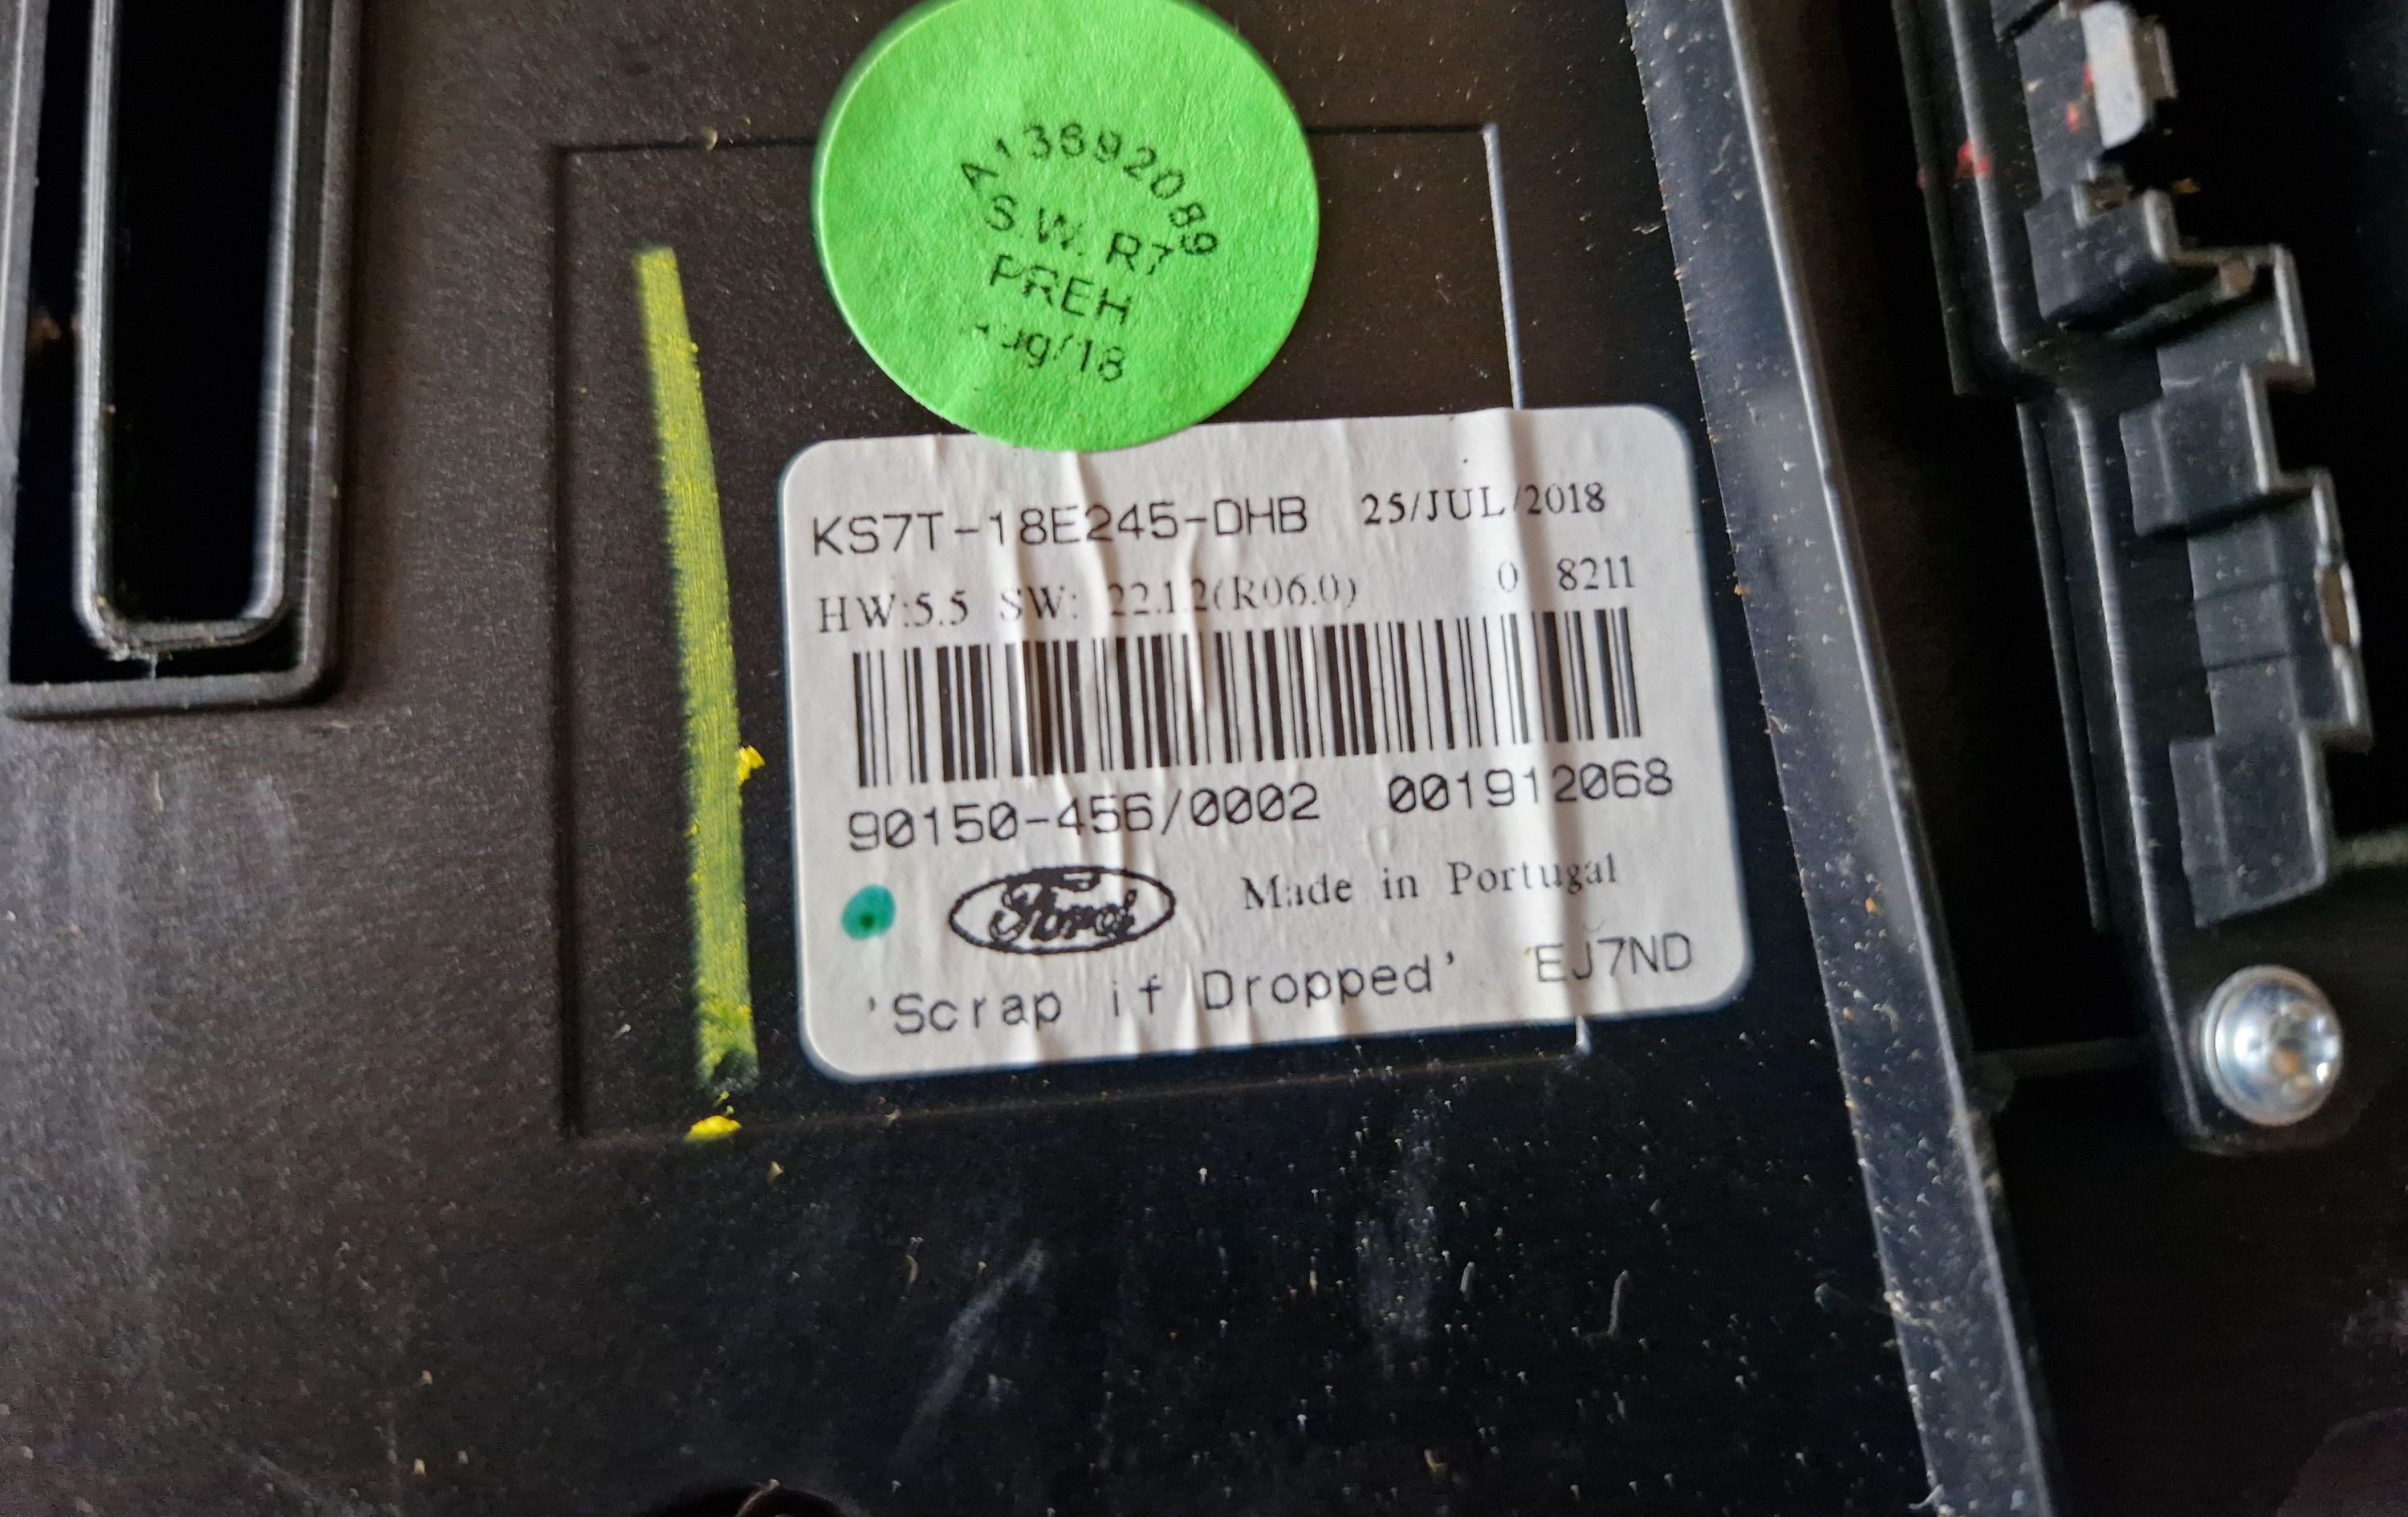 A13692089
S.W. R7
PREH
Aug/18
KS7T-18E245-DHB 25/JUL/2018
HW:5.5 SW: 22.1.2(R06.0) 0 8211
90150-456/0002 001912068
Ford Made in Portugal
'Scrap if Dropped' EJ7ND